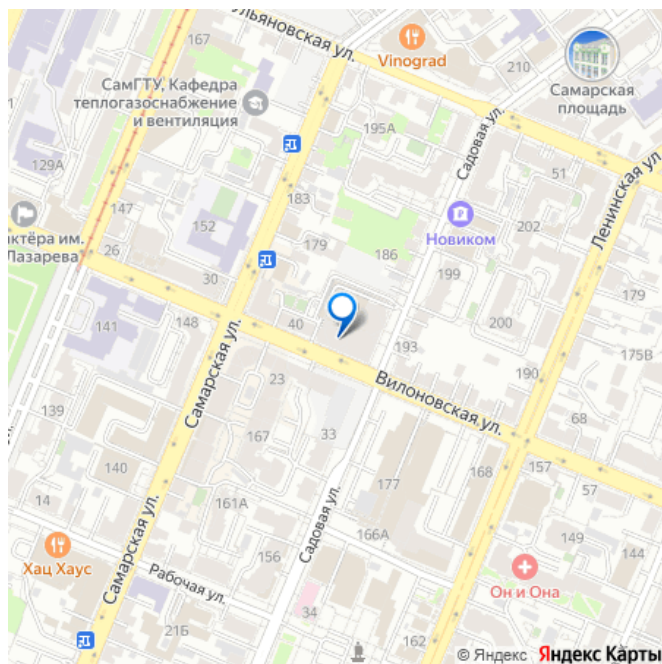 167
ульяновская ул.
Vinograd
210
Самарская
площадь
СамГТУ, Кафедра
теплогазоснабжение
и вентиляция
195А
Садовая ул.
51
Ленинская ул.
129А
147
152
183
179
186
Новиком
202
199
179
актёра им.
Лазарева
26
30
141
148
40
193
200
175В
190
Самарская ул.
23
Вилоновская ул.
68
139
167
33
140
177
168
157
57
14
161А
Садовая ул.
166А
149
144
Хац Хаус
156
Он и Она
Самарская ул.
Рабочая ул.
34
21Б
162
© Яндекс Яндекс Карты